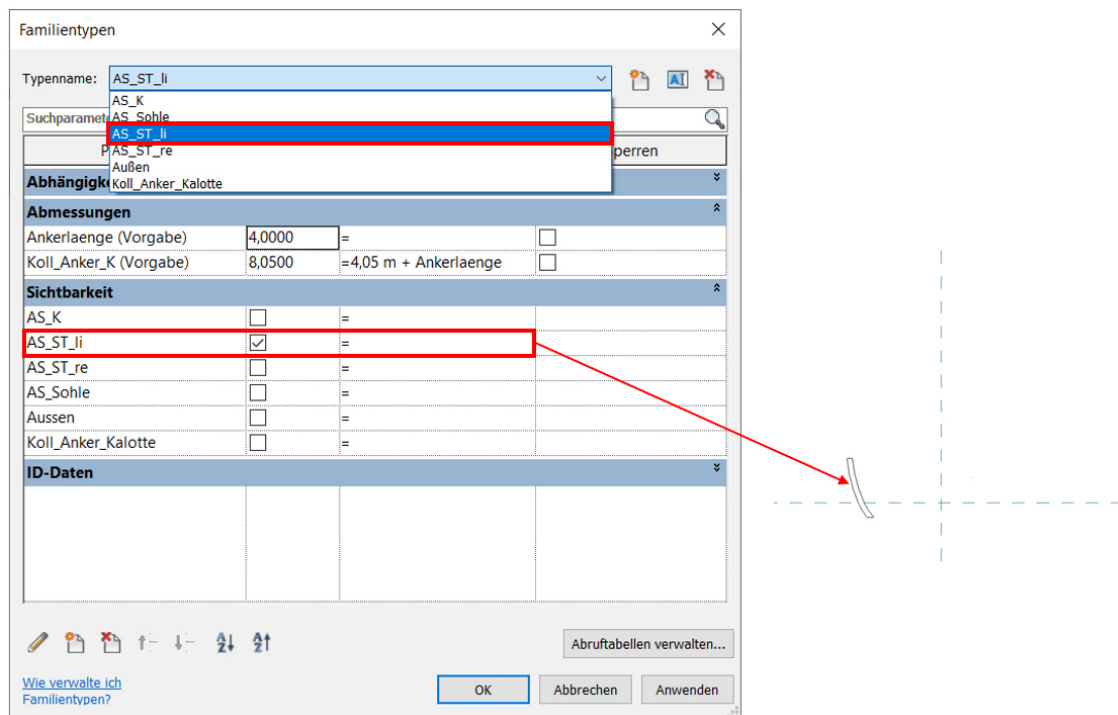 Familientypen
Typenname: AS_ST_li
AS_K
Suchparamet AS_Sohle
AS_ST_li
P AS_ST_re perren
Außen
Abhängigke Koll_Anker_Kalotte
Abmessungen
Ankerlaenge (Vorgabe) 4,0000 =
Koll_Anker_K (Vorgabe) 8,0500 =4,05 m + Ankerlaenge
Sichtbarkeit
AS_K =
AS_ST_li =
AS_ST_re =
AS_Sohle =
Aussen =
Koll_Anker_Kalotte =
ID-Daten
Abruftabellen verwalten...
Wie verwalte ich
Familientypen?
OK Abbrechen Anwenden